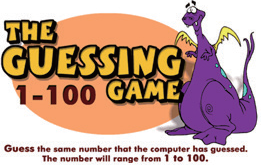 THE
GUESSING
1-100 GAME
Guess the same number that the computer has guessed.
The number will range from 1 to 100.